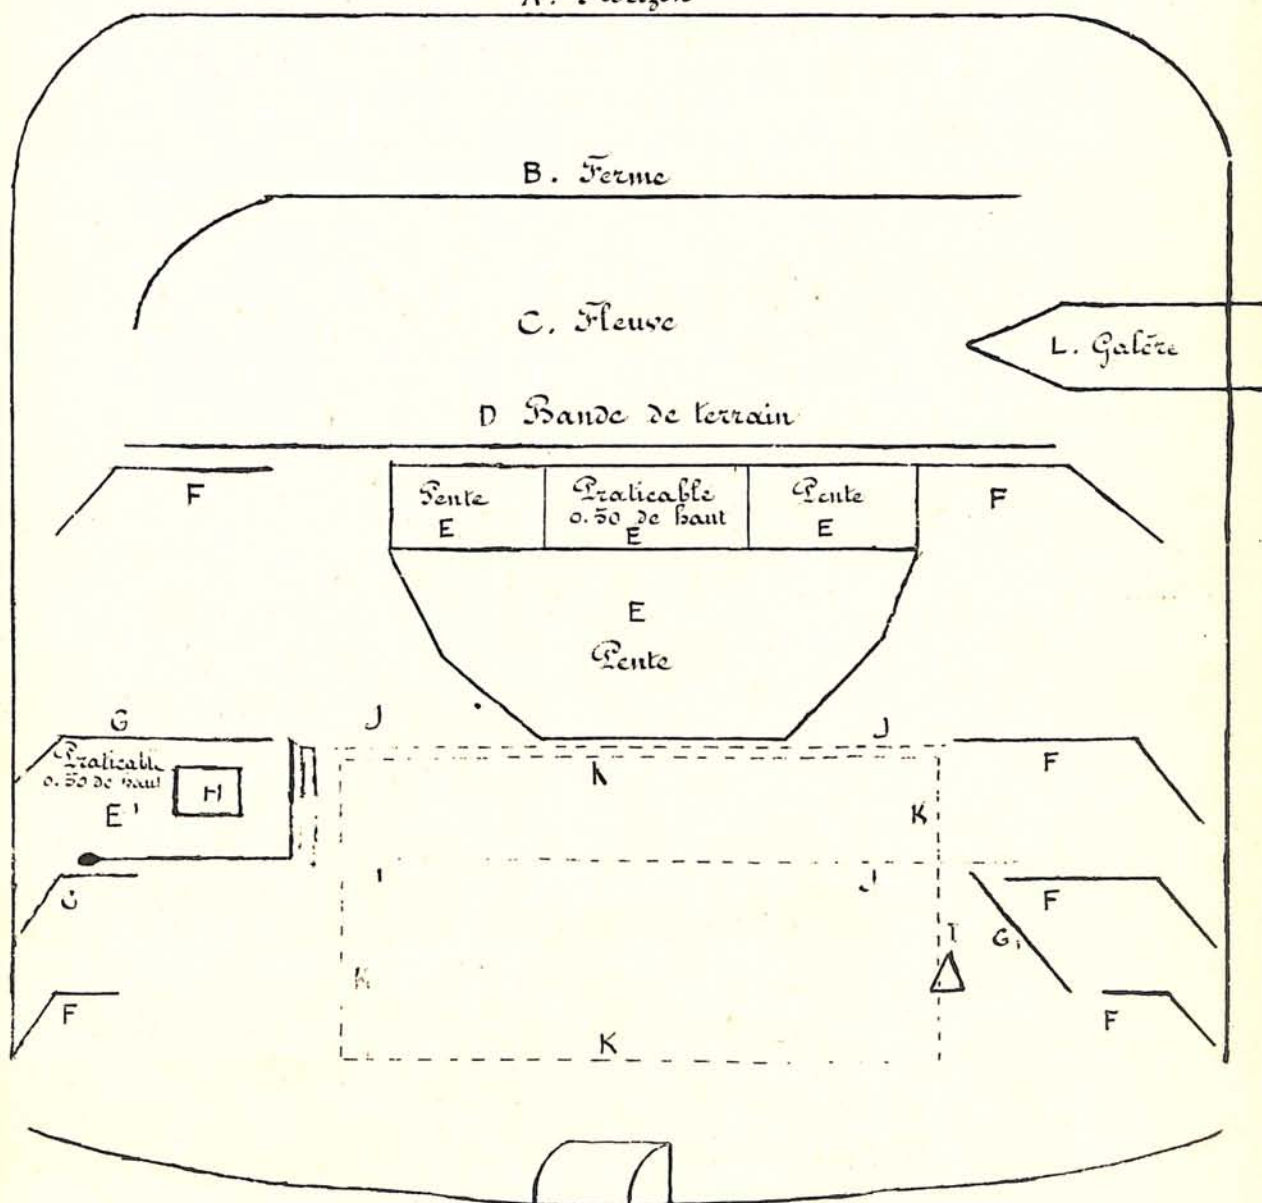 B. Ferme
C. Fleuve
L. Galère
D Bande de terrain
F
Pente
E
Praticable
0.50 de haut
E
Pente
E
F
E
Pente
G
J
J
Praticable
0.50 de haut
E'
H
K
F
K
G
J
F
I
G
K
F
K
F